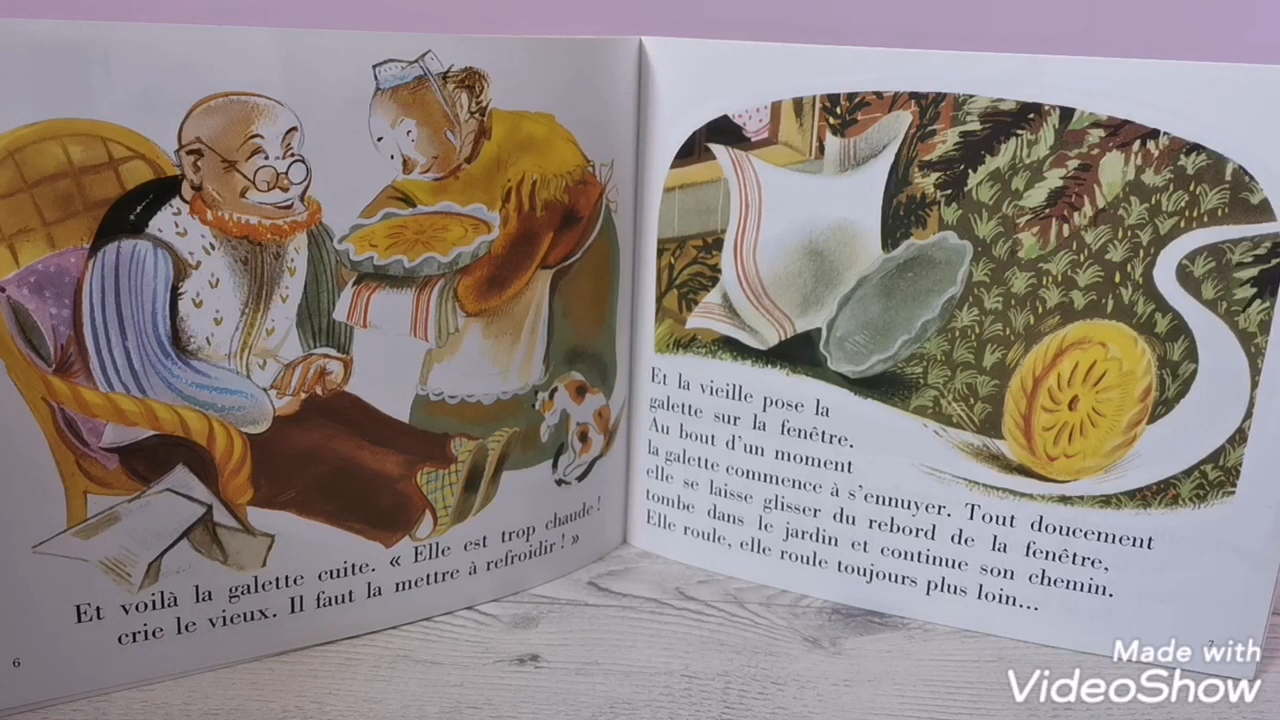 Et voilà la galette cuite. « Elle est trop chaude !
crie le vieux. Il faut la mettre à refroidir ! »
6
Et la vieille pose la
galette sur la fenêtre.
Au bout d'un moment
la galette commence à s'ennuyer. Tout doucement
elle se laisse glisser du rebord de la fenêtre,
tombe dans le jardin et continue son chemin.
Elle roule, elle roule toujours plus loin...
7
Made with
VideoShow